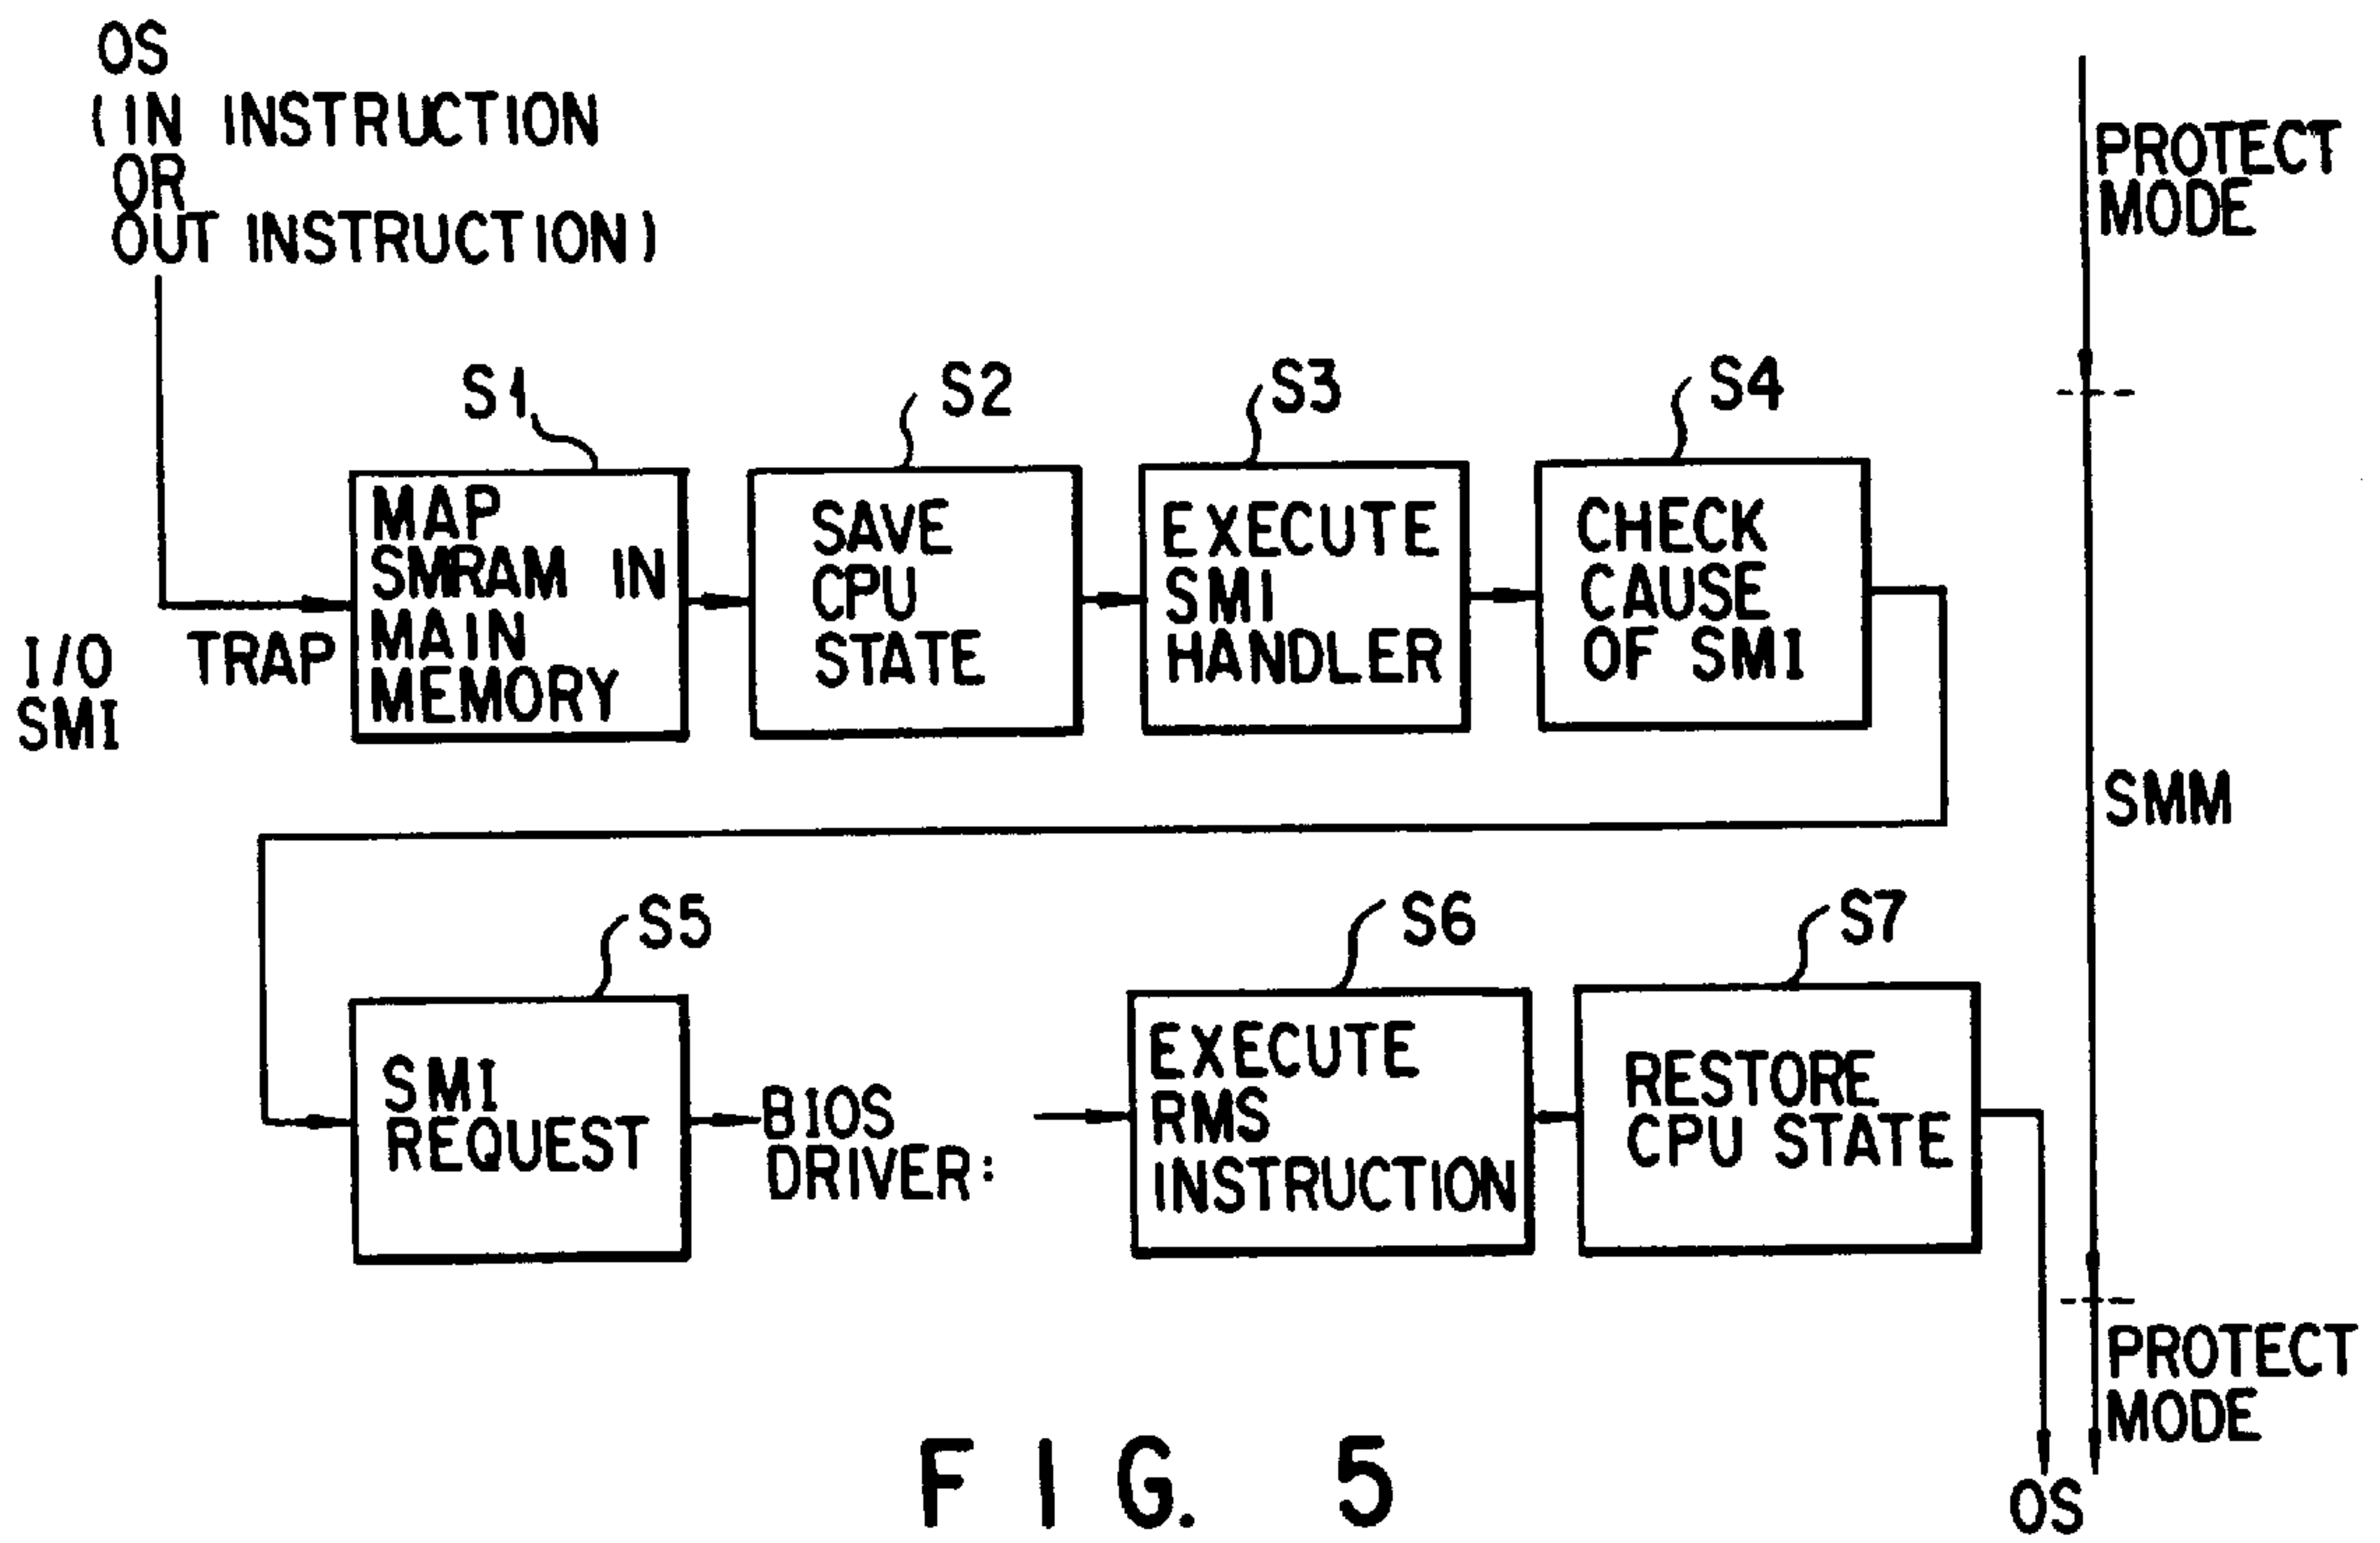 OS
(IN INSTRUCTION
OR
OUT INSTRUCTION)
PROTECT
MODE
S1
S2
S3
S4
MAP
SMRAM IN
MAIN
MEMORY
SAVE
CPU
STATE
EXECUTE
SMI
HANDLER
CHECK
CAUSE
OF SMI
I/O
SMI
TRAP
SMM
S5
S6
S7
SMI
REQUEST
BIOS
DRIVER:
EXECUTE
RMS
INSTRUCTION
RESTORE
CPU STATE
PROTECT
MODE
OS
FIG. 5